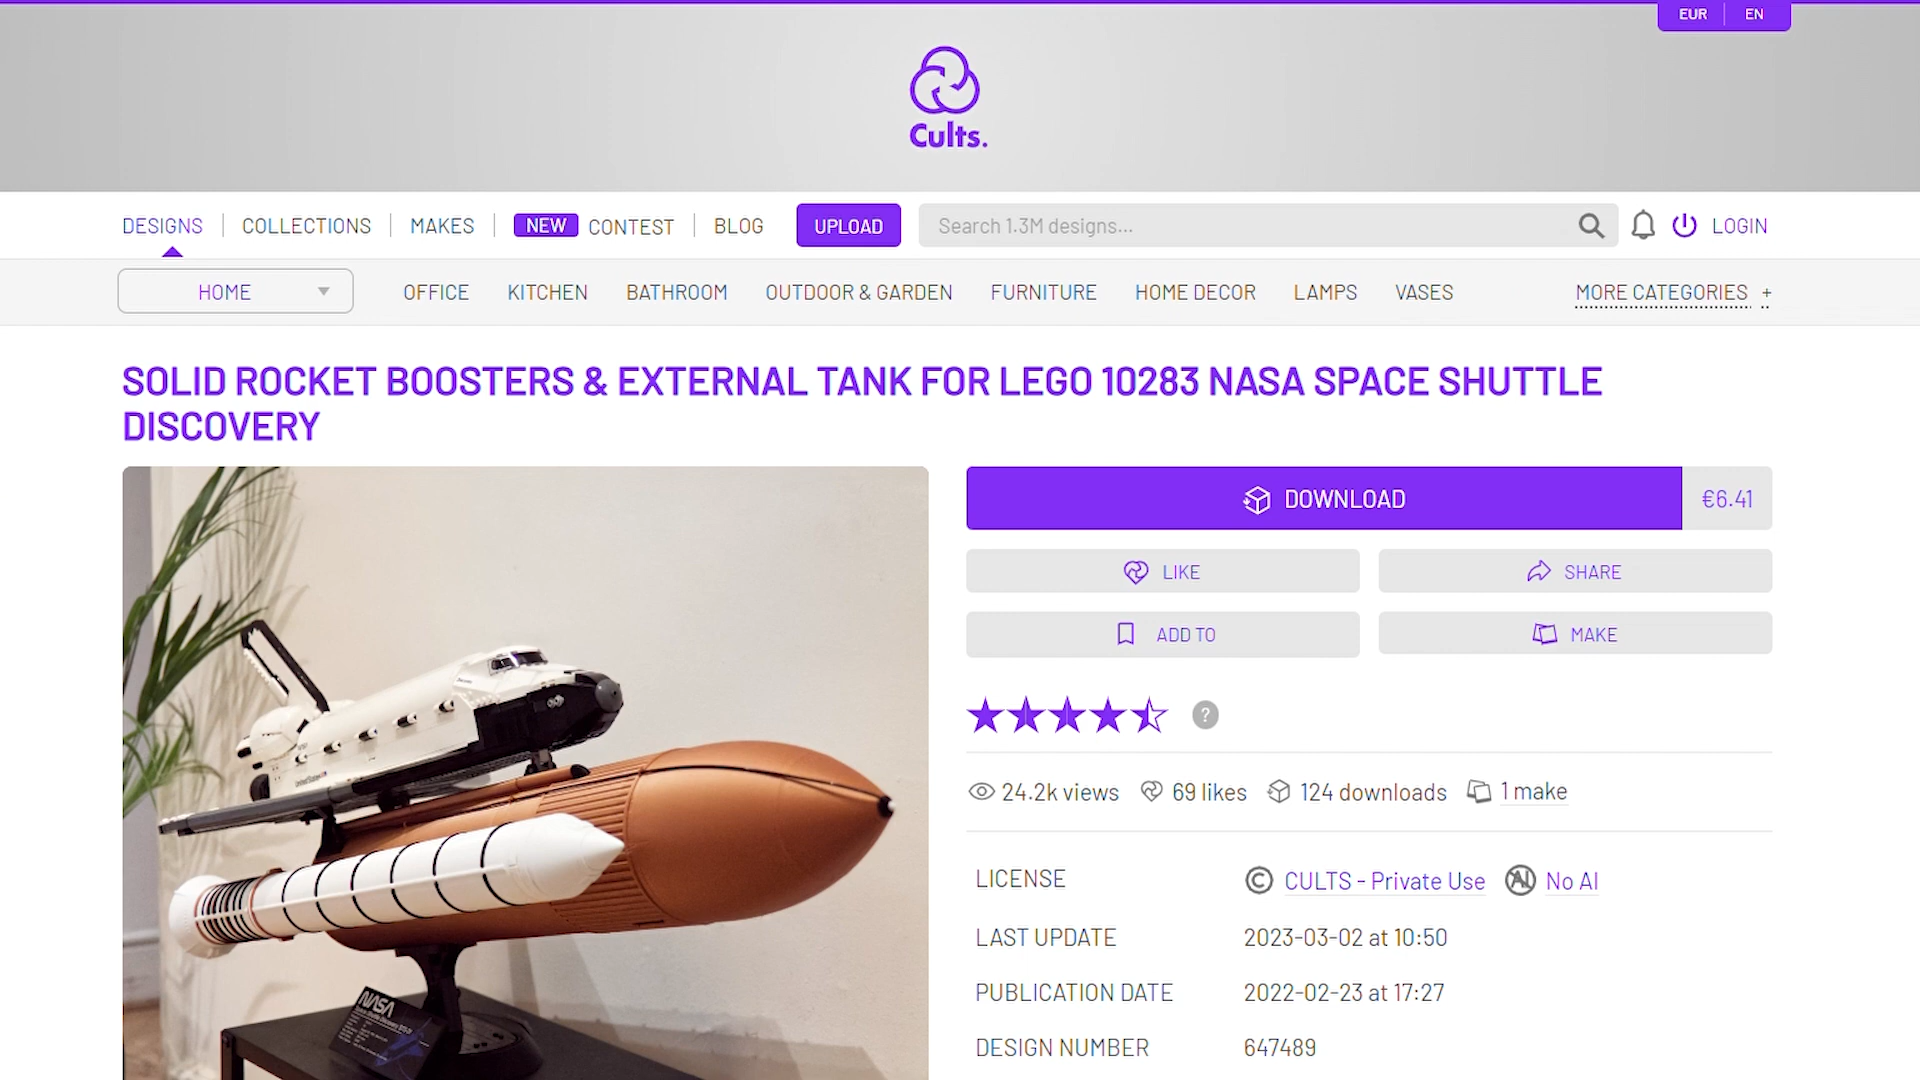 EUR
EN
Cults.
DESIGNS
COLLECTIONS
MAKES
NEW CONTEST
BLOG
UPLOAD
Search 1.3M designs...
LOGIN
HOME
OFFICE
KITCHEN
BATHROOM
OUTDOOR & GARDEN
FURNITURE
HOME DECOR
LAMPS
VASES
MORE CATEGORIES +
SOLID ROCKET BOOSTERS & EXTERNAL TANK FOR LEGO 10283 NASA SPACE SHUTTLE
DISCOVERY
DOWNLOAD
€6.41
LIKE
SHARE
ADD TO
MAKE
?
24.2k views
69 likes
124 downloads
1 make
LICENSE
CULTS - Private Use
No AI
LAST UPDATE
2023-03-02 at 10:50
PUBLICATION DATE
2022-02-23 at 17:27
DESIGN NUMBER
647489
United States
NASA